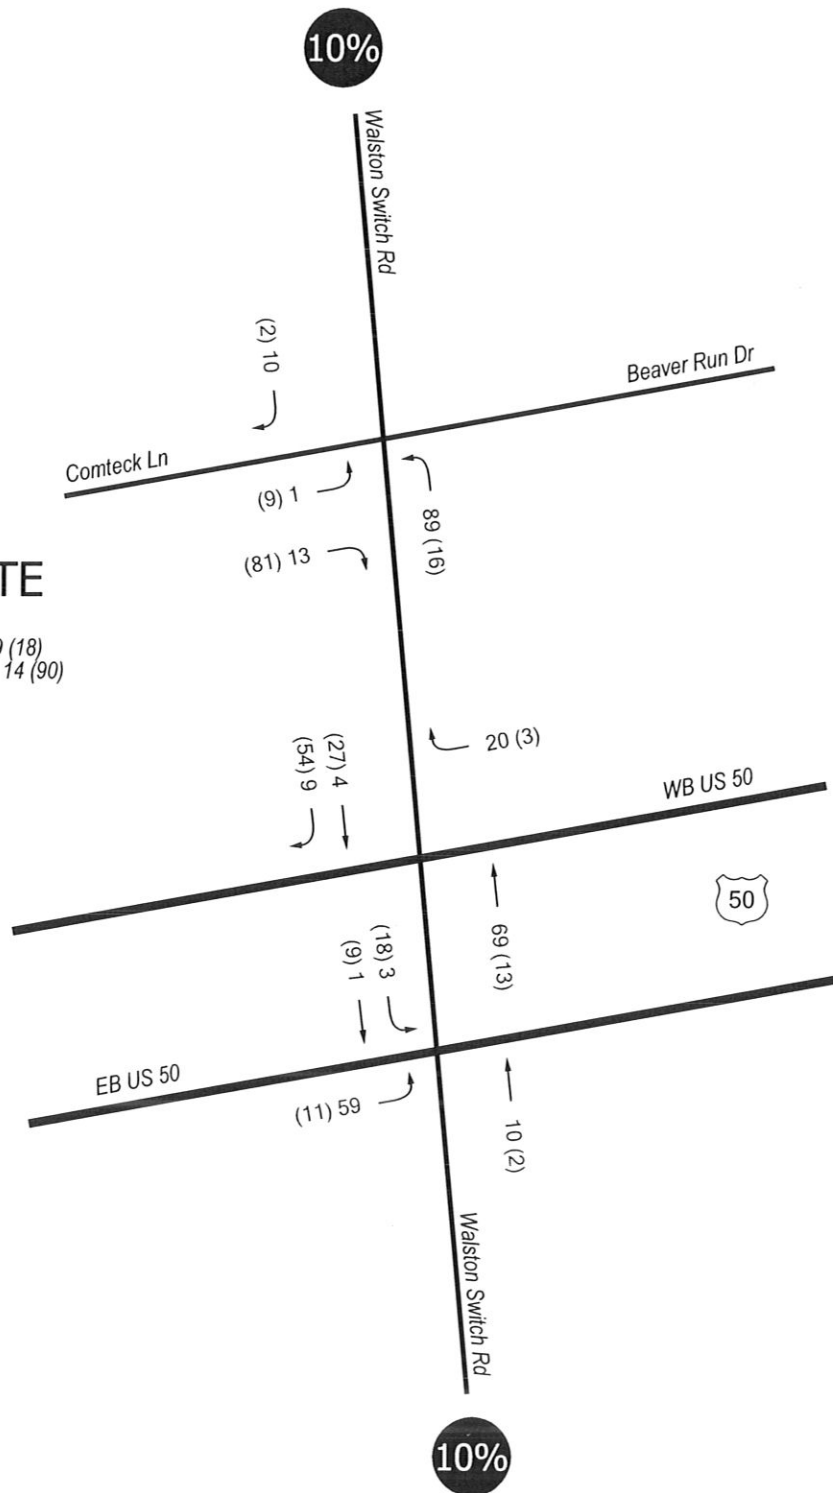 10%
Walston Switch Rd
(2) 10
Beaver Run Dr
Comteck Ln
(9) 1
89 (16)
(81) 13
TE
(18)
14 (90)
20 (3)
(27) 4
(54) 9
WB US 50
50
69 (13)
(18) 3
(9) 1
EB US 50
(11) 59
10 (2)
Walston Switch Rd
10%